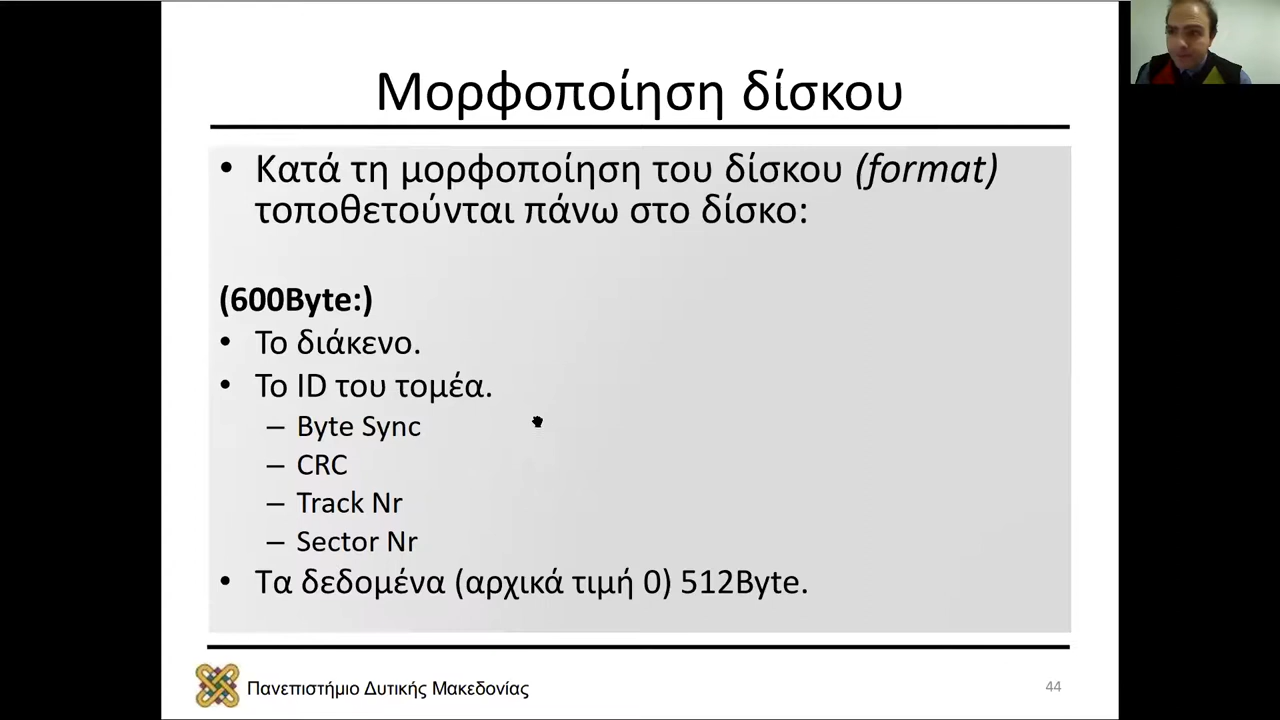 Μορφοποίηση δίσκου
• Κατά τη μορφοποίηση του δίσκου (format)
τοποθετούνται πάνω στο δίσκο:
(600Byte:)
• Το διάκενο.
• Το ID του τομέα.
– Byte Sync
– CRC
– Track Nr
– Sector Nr
• Τα δεδομένα (αρχικά τιμή 0) 512Byte.
Πανεπιστήμιο Δυτικής Μακεδονίας
44